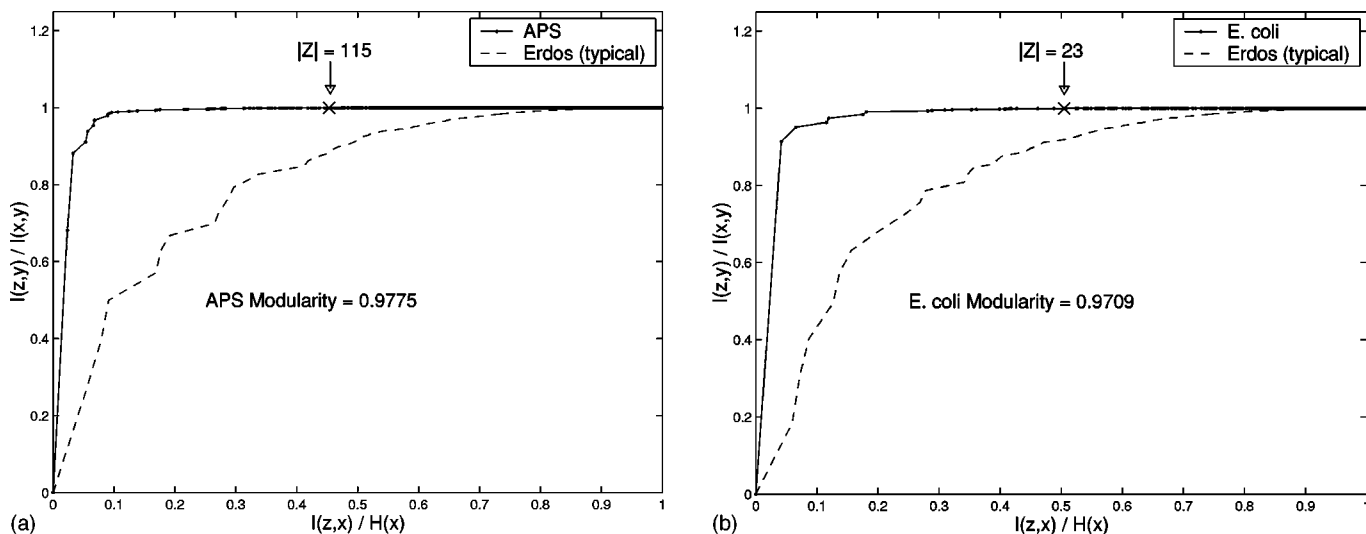 APS
Erdos (typical)
|Z| = 115
APS Modularity = 0.9775
I(z,y) / I(x,y)
1.2
1
0.8
0.6
0.4
0.2
0
0 0.1 0.2 0.3 0.4 0.5 0.6 0.7 0.8 0.9 1
I(z,x) / H(x)
(a)
E. coli
Erdos (typical)
|Z| = 23
E. coli Modularity = 0.9709
I(z,y) / I(x,y)
1.2
1
0.8
0.6
0.4
0.2
0
0 0.1 0.2 0.3 0.4 0.5 0.6 0.7 0.8 0.9 1
I(z,x) / H(x)
(b)